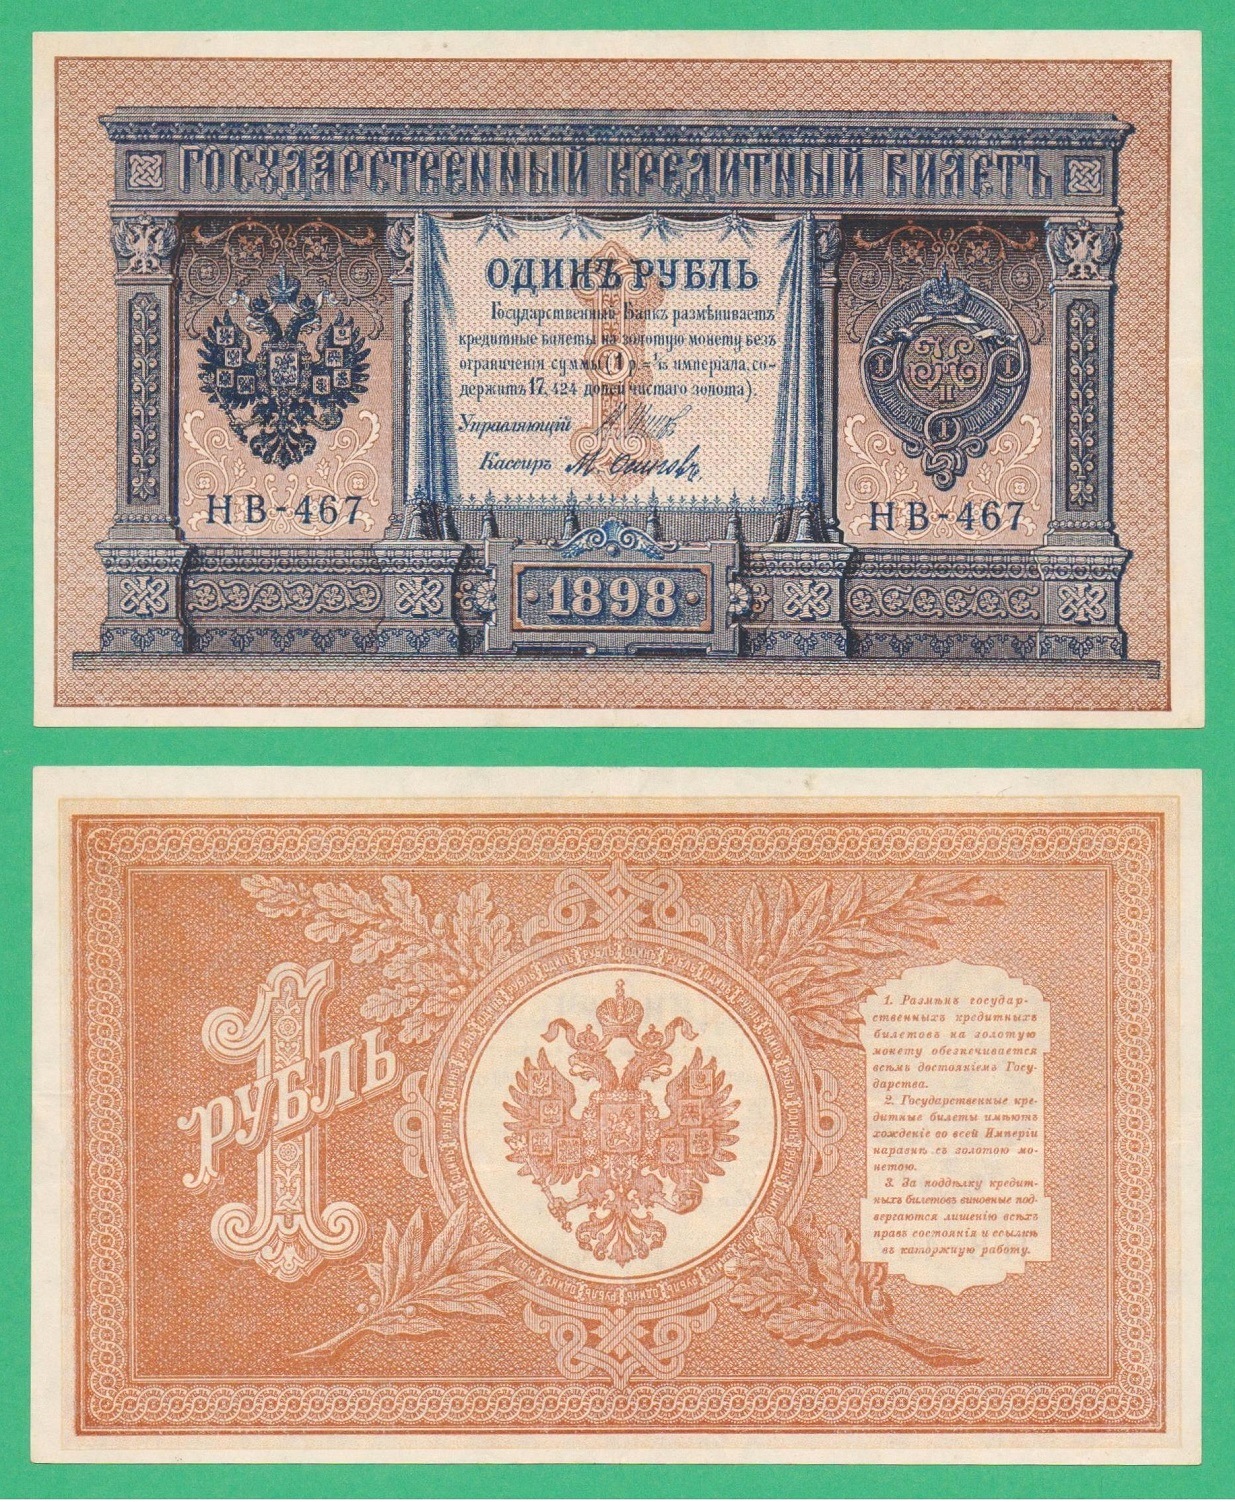 ГОСУДАРСТВЕННЫЙ КРЕДИТНЫЙ БИЛЕТЪ
ОДИНЪ РУБЛЬ
Государственный Банкъ размѣниваетъ
кредитные билеты на золотую монету безъ
ограниченія суммы (1 р. = 1/15 имперіала, со-
держитъ 17,424 долей чистаго золота).
Управляющій
Кассиръ М. Осиповъ
НВ-467
НВ-467
1898
1
РУБЛЬ
1. Размѣнъ государ-
ственныхъ кредитныхъ
билетовъ на золотую
монету обезпечивается
всѣмъ достояніемъ Госу-
дарства.
2. Государственные кре-
дитные билеты имѣютъ
хожденіе во всей Имперіи
наравнѣ съ золотою мо-
нетою.
3. За поддѣлку кредит-
ныхъ билетовъ виновные под-
вергаются лишенію всѣхъ
правъ состоянія и ссылкѣ
въ каторжную работу.